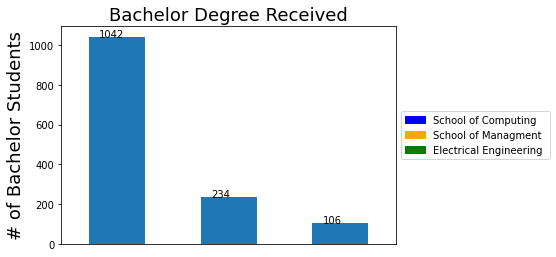 Bachelor Degree Received
# of Bachelor Students
1000
800
600
400
200
0
1042
234
106
School of Computing
School of Managment
Electrical Engineering